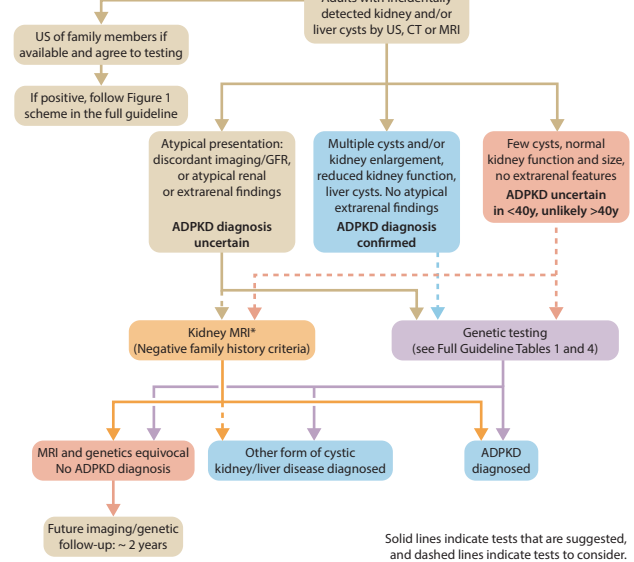 Adults with incidentally
detected kidney and/or
liver cysts by US, CT or MRI
US of family members if
available and agree to testing
If positive, follow Figure 1
scheme in the full guideline
Atypical presentation:
discordant imaging/GFR,
or atypical renal
or extrarenal findings
ADPKD diagnosis
uncertain
Multiple cysts and/or
kidney enlargement,
reduced kidney function,
liver cysts. No atypical
extrarenal findings
ADPKD diagnosis
confirmed
Few cysts, normal
kidney function and size,
no extrarenal features
ADPKD uncertain
in <40y, unlikely >40y
Kidney MRI*
(Negative family history criteria)
Genetic testing
(see Full Guideline Tables 1 and 4)
MRI and genetics equivocal
No ADPKD diagnosis
Other form of cystic
kidney/liver disease diagnosed
ADPKD
diagnosed
Future imaging/genetic
follow-up: ~ 2 years
Solid lines indicate tests that are suggested,
and dashed lines indicate tests to consider.